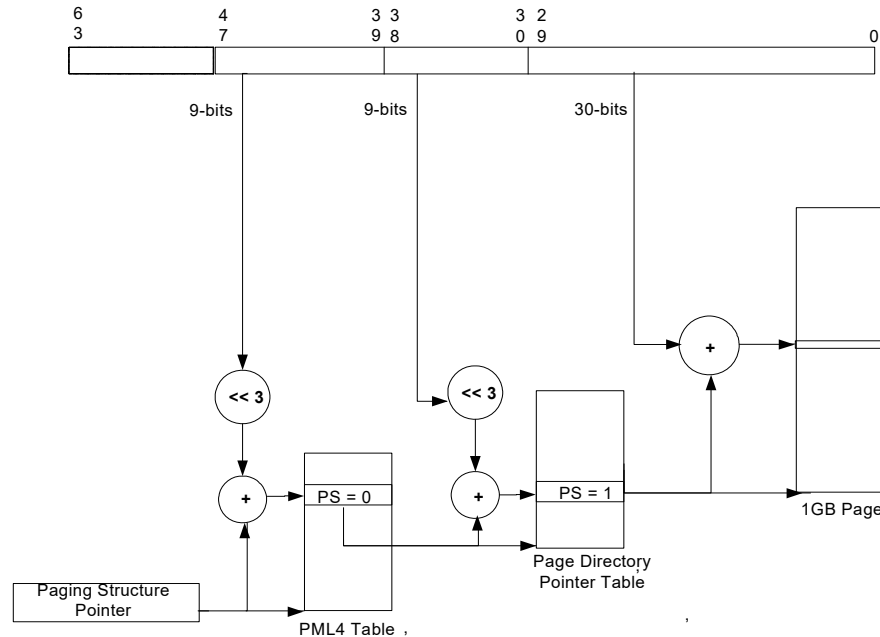 6 4 3 3 3 2
3 7 9 8 0 9 0
9-bits 9-bits 30-bits
<< 3 << 3
+
+ + PS = 0 PS = 1
1GB Page
Page Directory
Pointer Table
Paging Structure
Pointer
PML4 Table ,
,